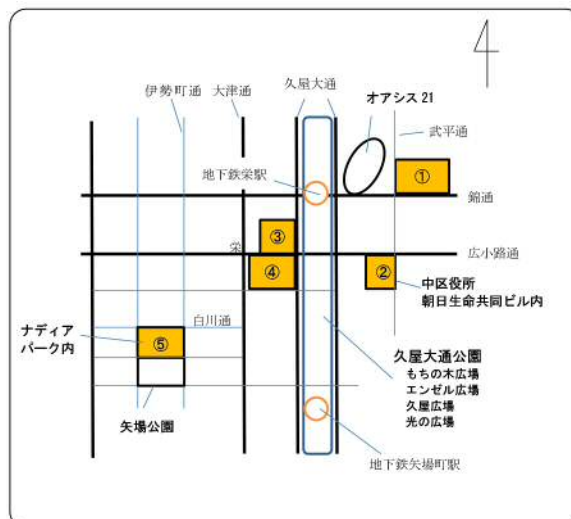 久屋大通
オアシス21
大津通
伊勢町通
武平通
地下鉄栄駅
①
錦通
③
栄
広小路通
④
②
中区役所
朝日生命共同ビル内
白川通
ナディア
パーク内
⑤
久屋大通公園
もちの木広場
エンゼル広場
久屋広場
光の広場
矢場公園
地下鉄矢場町駅